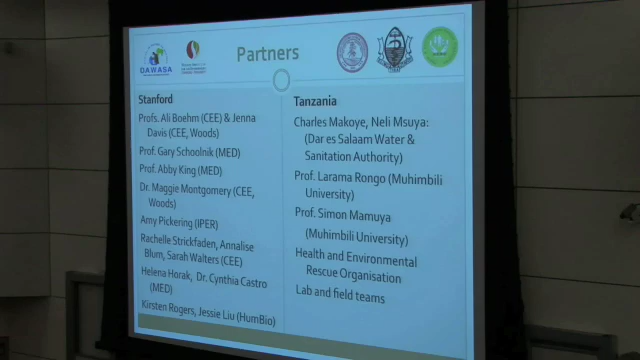 Partners
DAWASA
Stanford
Profs. Ali Boehm (CEE) & Jenna
Davis (CEE, Woods)
Prof. Gary Schoolnik (MED)
Prof. Abby King (MED)
Dr. Maggie Montgomery (CEE,
Woods)
Amy Pickering (IPER)
Rachelle Strickfaden, Annalise
Blum, Sarah Walters (CEE)
Helena Horak, Dr. Cynthia Castro
(MED)
Kirsten Rogers, Jessie Liu (HumBio)
Tanzania
Charles Makoye, Neli Msuya:
(Dar es Salaam Water &
Sanitation Authority)
Prof. Larama Rongo (Muhimbili
University)
Prof. Simon Mamuya
(Muhimbili University)
Health and Environmental
Rescue Organisation
Lab and field teams